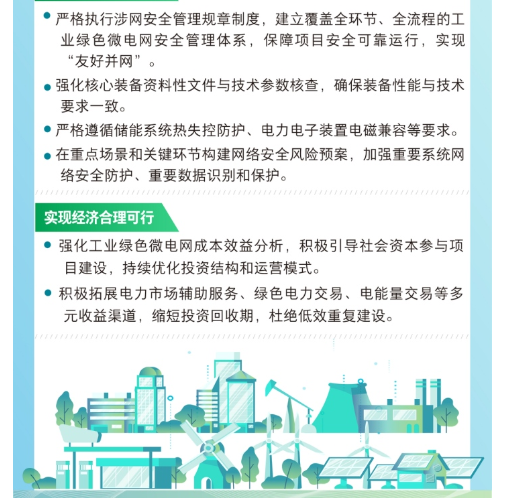 严格执行涉网安全管理规章制度，建立覆盖全环节、全流程的工
业绿色微电网安全管理体系，保障项目安全可靠运行，实现
“友好并网”。
强化核心装备资料性文件与技术参数核查，确保装备性能与技术
要求一致。
严格遵循储能系统热失控防护、电力电子装置电磁兼容等要求。
在重点场景和关键环节构建网络安全风险预案，加强重要系统网
络安全防护、重要数据识别和保护。
实现经济合理可行
强化工业绿色微电网成本效益分析，积极引导社会资本参与项
目建设，持续优化投资结构和运营模式。
积极拓展电力市场辅助服务、绿色电力交易、电能量交易等多
元收益渠道，缩短投资回收期，杜绝低效重复建设。